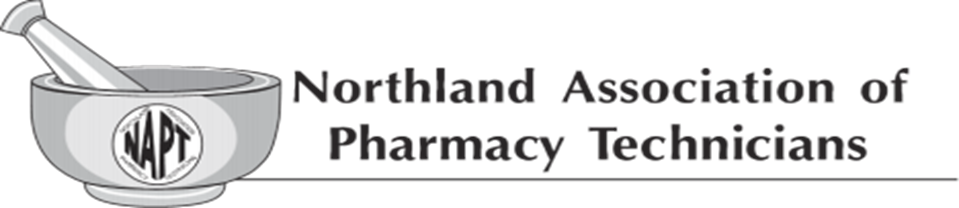 Northland Association of
Pharmacy Technicians
NAPT